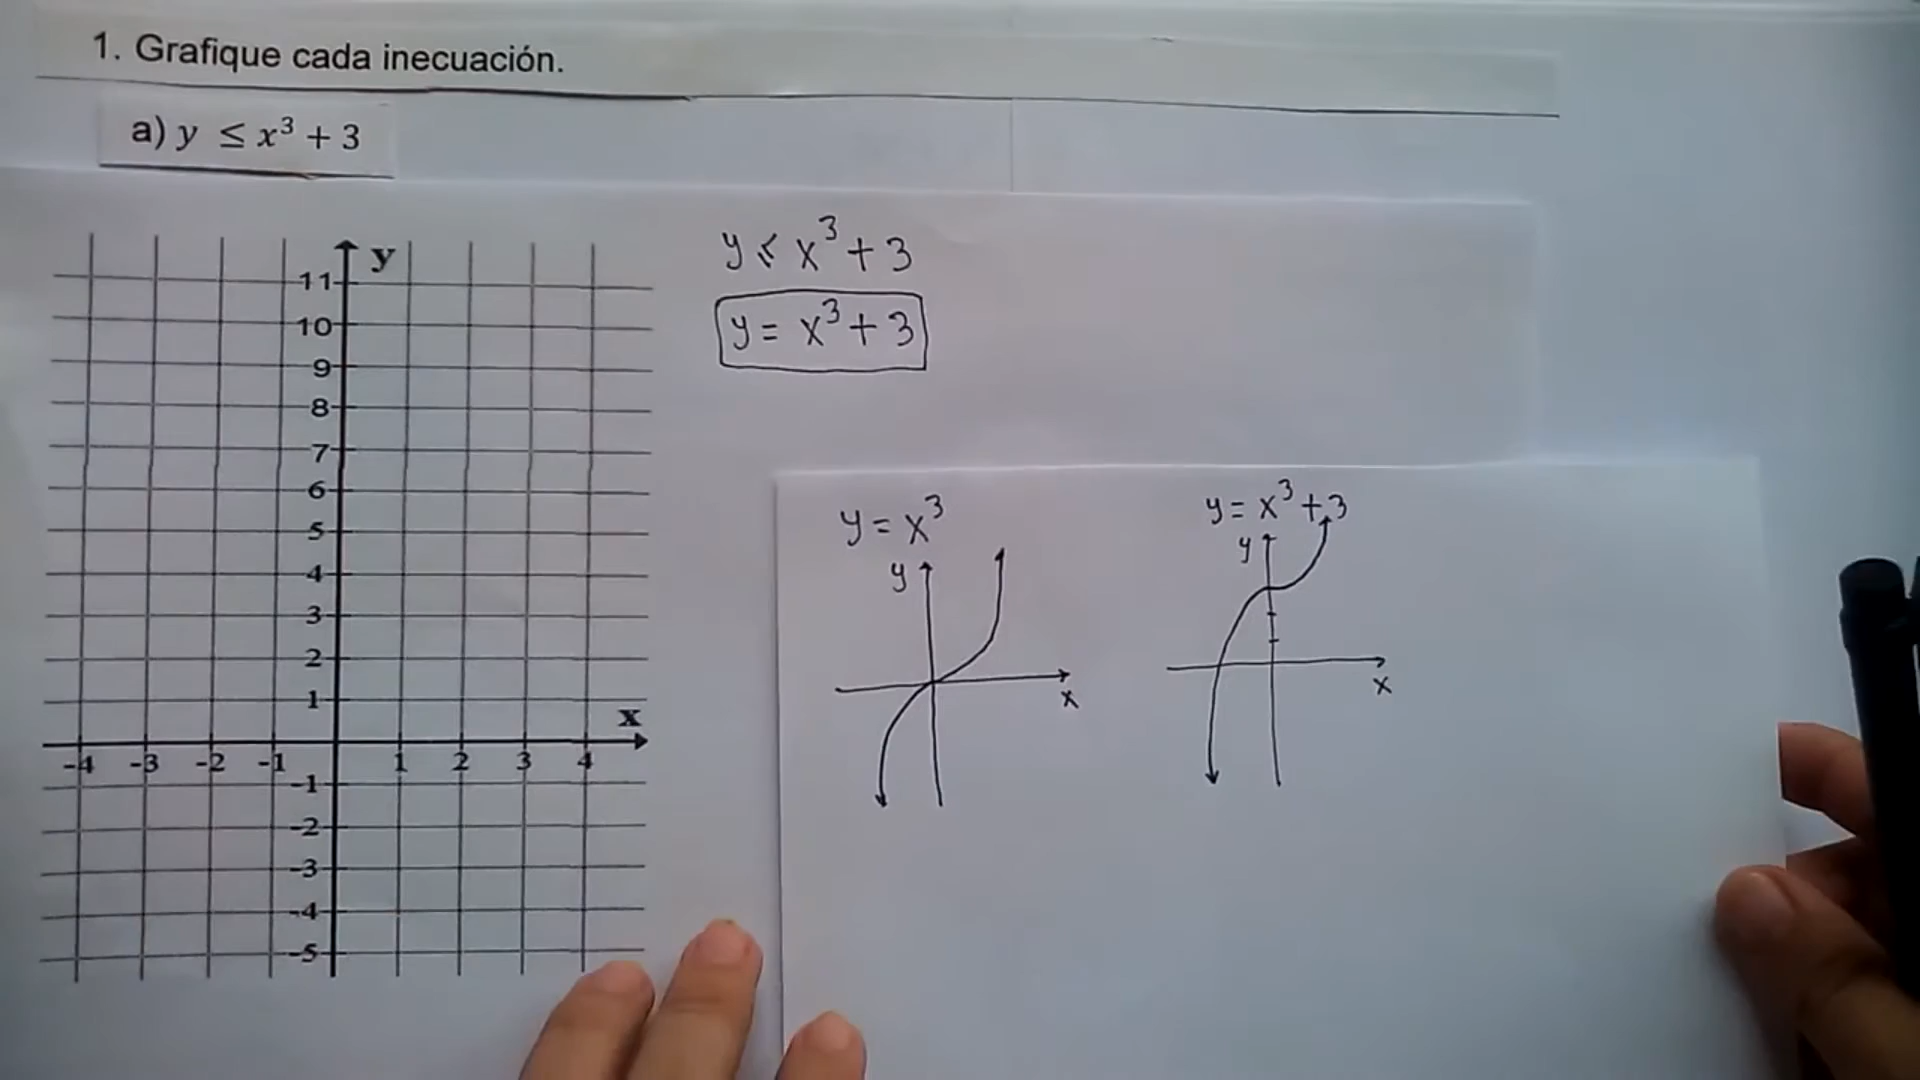 1. Grafique cada inecuación.
a) y ≤ x³ + 3
y
11
10
9
8
7
6
5
4
3
2
1
x
-4 -3 -2 -1 1 2 3 4
-1
-2
-3
-4
-5
y ≤ x³ + 3
y = x³ + 3
y = x³
y
x
y = x³ + 3
y
x